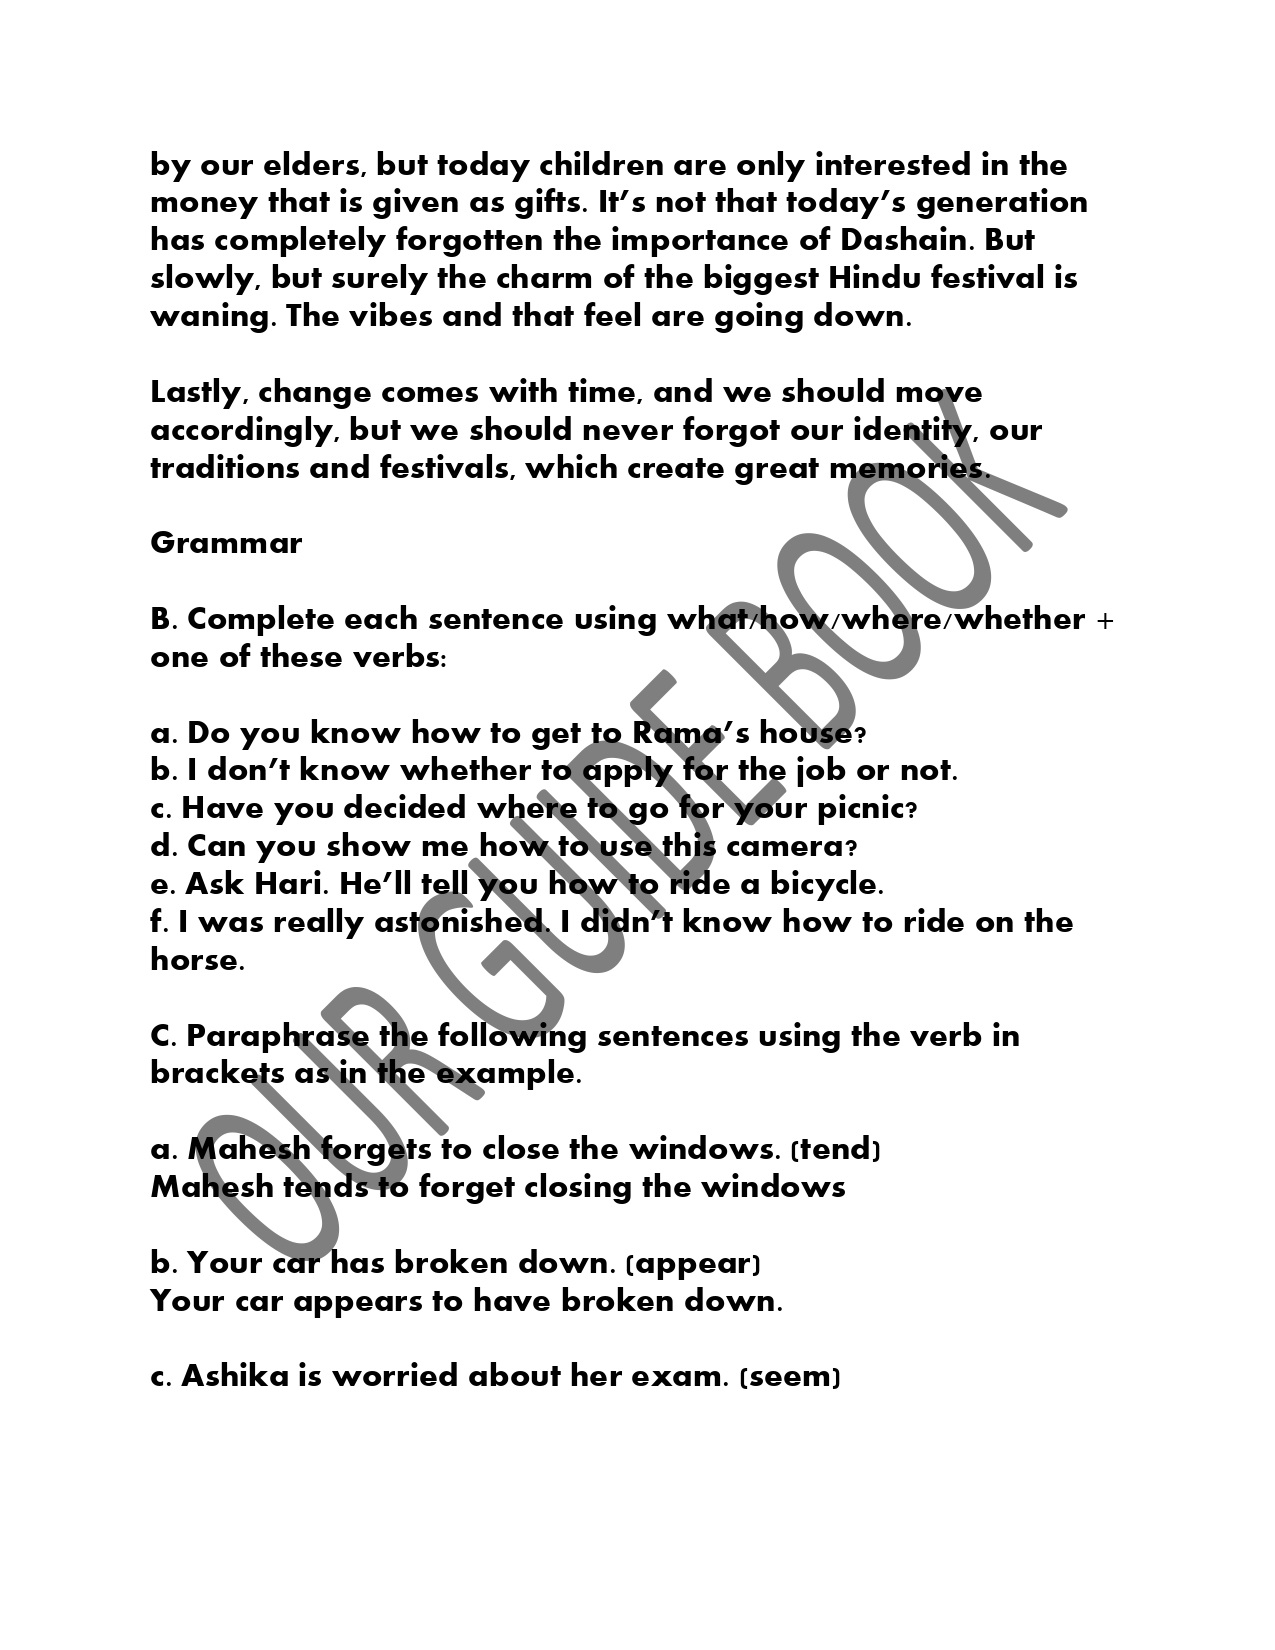 by our elders, but today children are only interested in the
money that is given as gifts. It’s not that today’s generation
has completely forgotten the importance of Dashain. But
slowly, but surely the charm of the biggest Hindu festival is
waning. The vibes and that feel are going down.
Lastly, change comes with time, and we should move
accordingly, but we should never forgot our identity, our
traditions and festivals, which create great memories.
Grammar
B. Complete each sentence using what/how/where/whether +
one of these verbs:
a. Do you know how to get to Rama’s house?
b. I don’t know whether to apply for the job or not.
c. Have you decided where to go for your picnic?
d. Can you show me how to use this camera?
e. Ask Hari. He’ll tell you how to ride a bicycle.
f. I was really astonished. I didn’t know how to ride on the
horse.
C. Paraphrase the following sentences using the verb in
brackets as in the example.
a. Mahesh forgets to close the windows. (tend)
Mahesh tends to forget closing the windows
b. Your car has broken down. (appear)
Your car appears to have broken down.
c. Ashika is worried about her exam. (seem)
OUR GUIDE BOOK